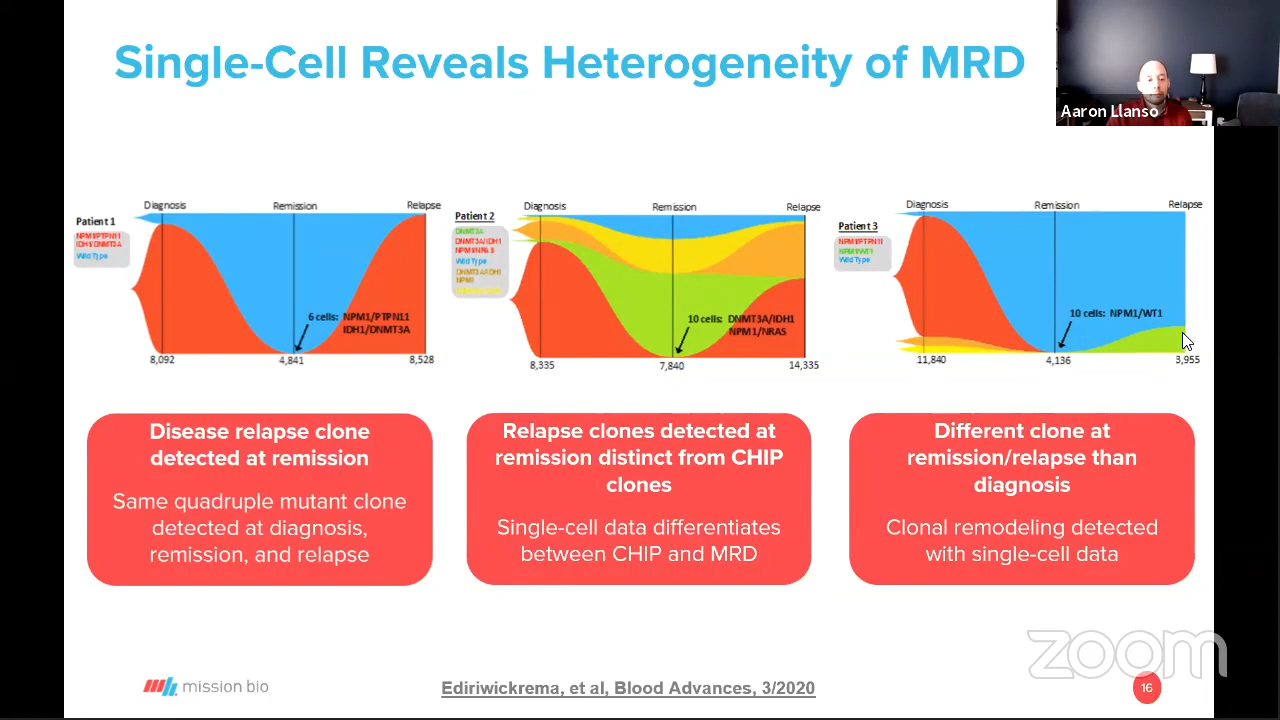 Single-Cell Reveals Heterogeneity of MRD
Aaron Llanso
Patient 1
NPM1/PTPN11
IDH1/DNMT3A
Wild Type
Diagnosis
Remission
Relapse
6 cells: NPM1/PTPN11
IDH1/DNMT3A
8,092
4,841
8,528
Patient 2
DNMT3A
DNMT3A/IDH1
NPM1/NRAS
Wild Type
DNMT3A/IDH1
NPM1
Diagnosis
Remission
Relapse
10 cells: DNMT3A/IDH1
NPM1/NRAS
8,335
7,840
14,335
Patient 3
NPM1/PTPN11
NPM1/WT1
Wild Type
Diagnosis
Remission
Relapse
10 cells: NPM1/WT1
11,840
4,136
3,955
Disease relapse clone
detected at remission
Same quadruple mutant clone
detected at diagnosis,
remission, and relapse
Relapse clones detected at
remission distinct from CHIP
clones
Single-cell data differentiates
between CHIP and MRD
Different clone at
remission/relapse than
diagnosis
Clonal remodeling detected
with single-cell data
zoom
mission bio
Ediriwickrema, et al, Blood Advances, 3/2020
16